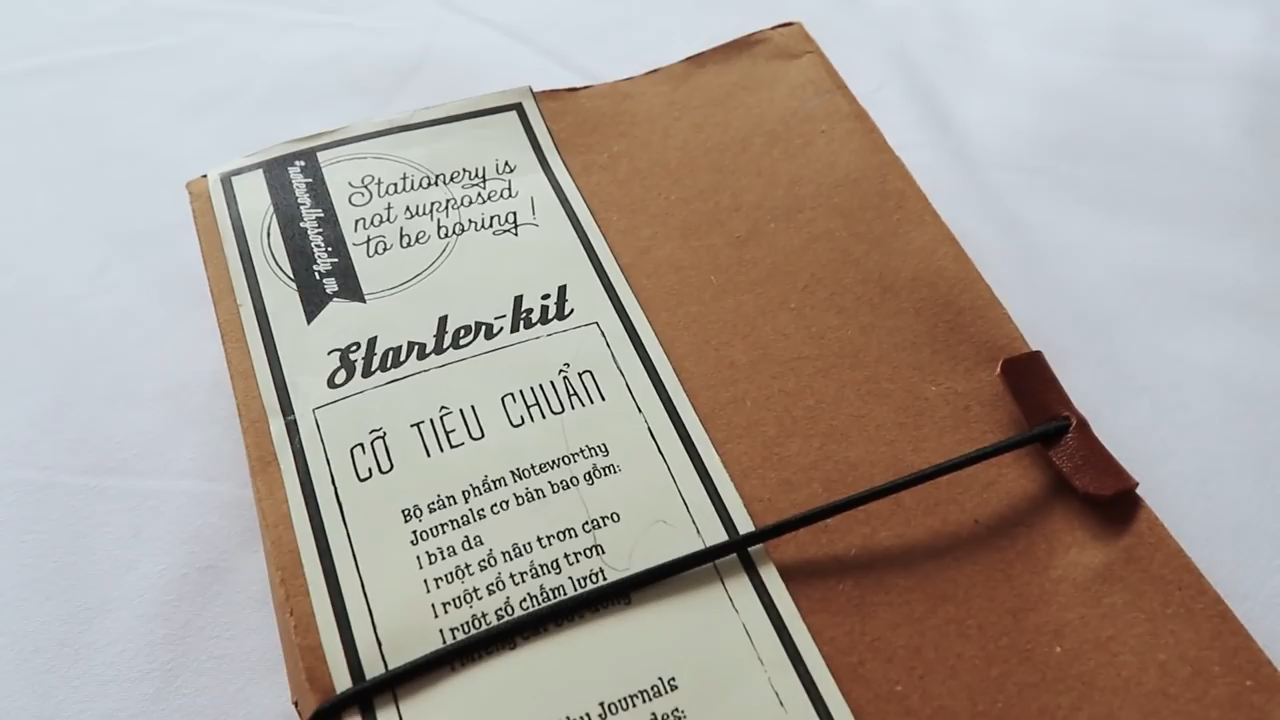 #noteworthysociety_vn
Stationery is
not supposed
to be boring !
Starter-kit
CỠ TIÊU CHUẨN
Bộ sản phẩm Noteworthy
Journals cơ bản bao gồm:
1 bìa da
1 ruột sổ nâu trơn caro
1 ruột sổ trắng trơn
1 ruột sổ chấm lưới
Journals